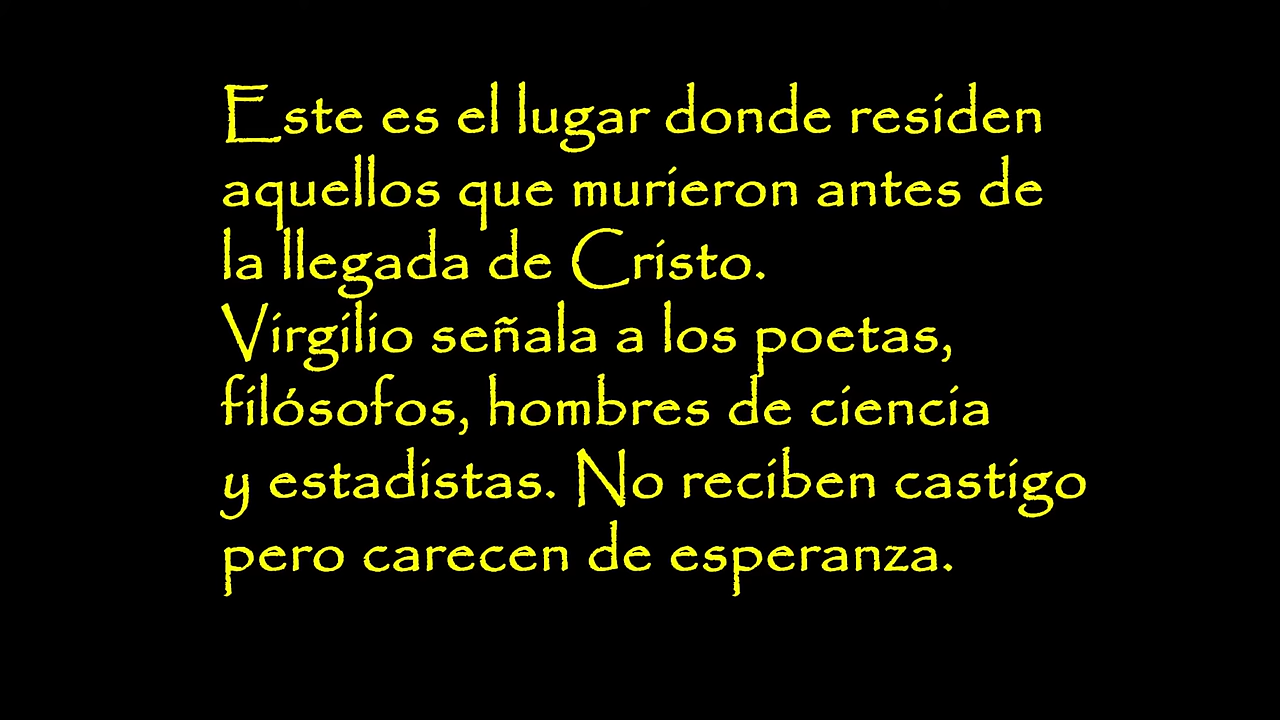 Este es el lugar donde residen
aquellos que murieron antes de
la llegada de Cristo.
Virgilio señala a los poetas,
filósofos, hombres de ciencia
y estadistas. No reciben castigo
pero carecen de esperanza.